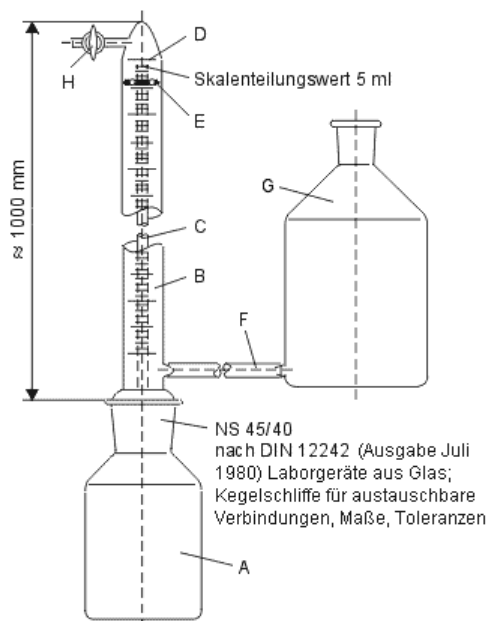 D
H
Skalenteilungswert 5 ml
E
G
≈ 1000 mm
C
B
F
NS 45/40
nach DIN 12242 (Ausgabe Juli
1980) Laborgeräte aus Glas;
Kegelschliffe für austauschbare
Verbindungen, Maße, Toleranzen
A